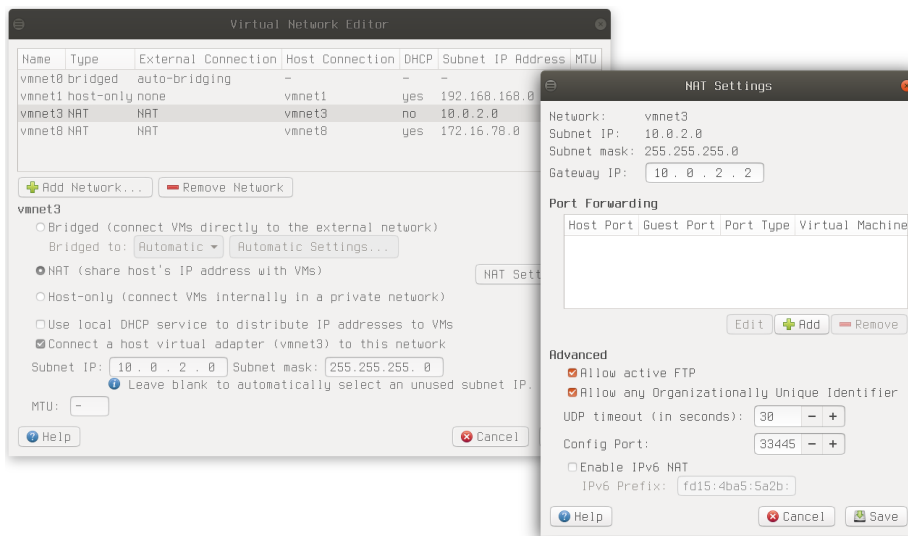 Virtual Network Editor
Name Type External Connection Host Connection DHCP Subnet IP Address MTU
vmnet0 bridged auto-bridging - - -
vmnet1 host-only none vmnet1 yes 192.168.168.0
vmnet3 NAT NAT vmnet3 no 10.0.2.0
vmnet8 NAT NAT vmnet8 yes 172.16.78.0
Add Network... Remove Network
vmnet3
Bridged (connect VMs directly to the external network)
Bridged to: Automatic Automatic Settings...
NAT (share host's IP address with VMs)
NAT Sett
Host-only (connect VMs internally in a private network)
Use local DHCP service to distribute IP addresses to VMs
Connect a host virtual adapter (vmnet3) to this network
Subnet IP: 10 . 0 . 2 . 0 Subnet mask: 255.255.255. 0
Leave blank to automatically select an unused subnet IP.
MTU: -
Help Cancel
NAT Settings
Network: vmnet3
Subnet IP: 10.0.2.0
Subnet mask: 255.255.255.0
Gateway IP: 10 . 0 . 2 . 2
Port Forwarding
Host Port Guest Port Port Type Virtual Machine
Edit Add Remove
Advanced
Allow active FTP
Allow any Organizationally Unique Identifier
UDP timeout (in seconds): 30 - +
Config Port: 33445 - +
Enable IPv6 NAT
IPv6 Prefix: fd15:4ba5:5a2b:
Help Cancel Save